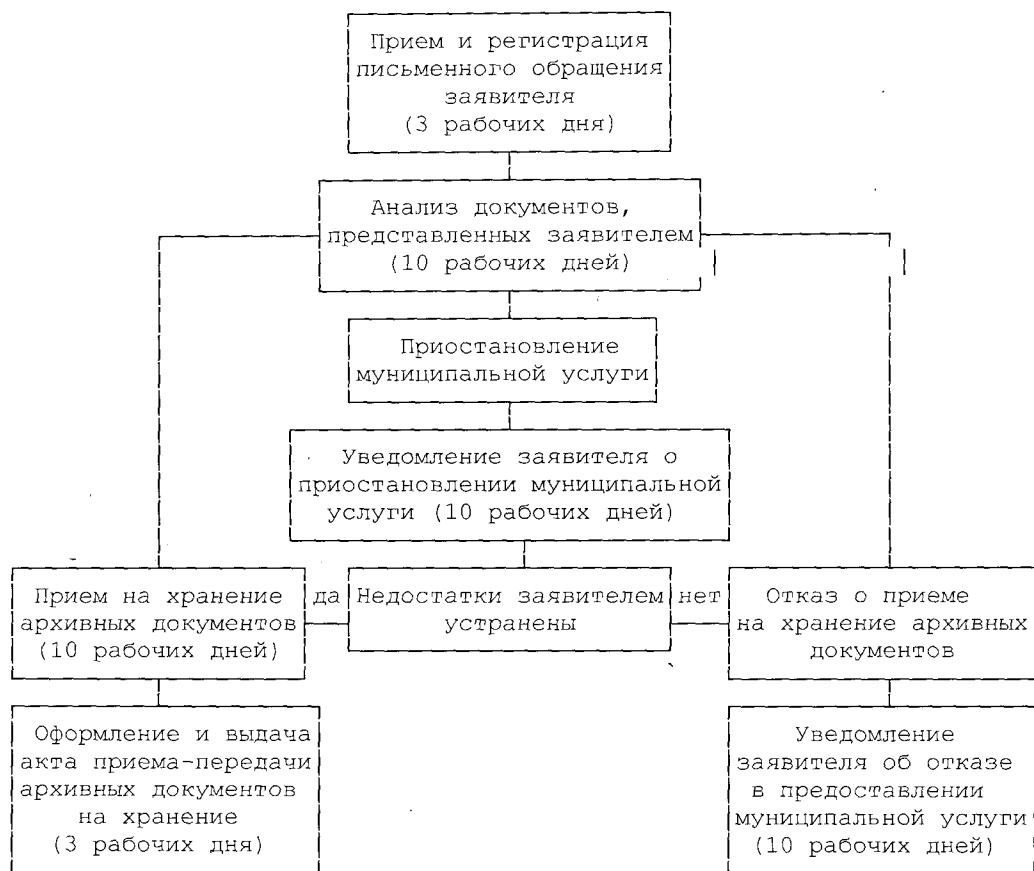 Прием и регистрация
письменного обращения
заявителя
(3 рабочих дня)
Анализ документов,
представленных заявителем
(10 рабочих дней)
Приостановление
муниципальной услуги
Уведомление заявителя о
приостановлении муниципальной
услуги (10 рабочих дней)
Прием на хранение
архивных документов
(10 рабочих дней)
да
Недостатки заявителем
устранены
нет
Отказ о приеме
на хранение архивных
документов
Оформление и выдача
акта приема-передачи
архивных документов
на хранение
(3 рабочих дня)
Уведомление
заявителя об отказе
в предоставлении
муниципальной услуги
(10 рабочих дней)